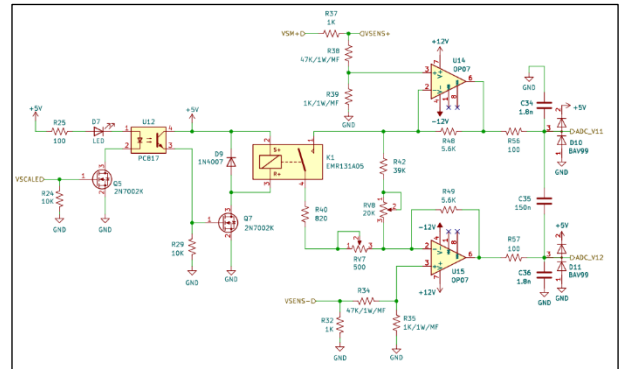 R37
1K
VSM+
VSENS+
R38
47K/1W/MF
R39
1K/1W/MF
GND
+12V
U14
OP07
-12V
GND
C34
1.8n
+5V
ADC_V11
D10
BAV99
GND
R48
5.6K
R56
100
+5V
R25
100
D7
LED
U12
PC817
+5V
D9
1N4007
K1
EMR131A05
R42
39K
RV8
20K
R49
5.6K
C35
150n
VSCALED
R24
10K
GND
Q5
2N7002K
GND
R29
10K
GND
Q7
2N7002K
GND
R40
820
RV7
500
-12V
U15
OP07
+12V
R57
100
+5V
ADC_V12
D11
BAV99
C36
1.8n
GND
GND
VSENS-
R34
47K/1W/MF
R32
1K
GND
R35
1K/1W/MF
GND